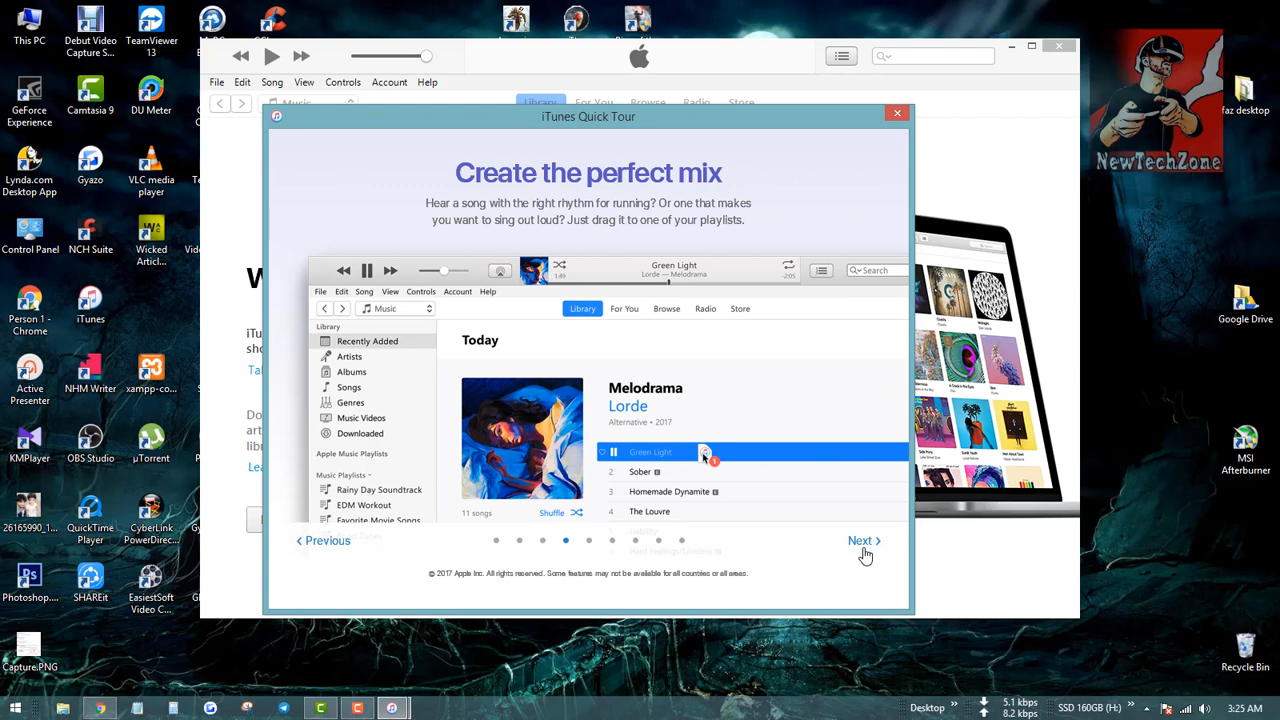 This PC
Debut Video
Capture S...
TeamViewer
13
GeForce
Experience
Camtasia 9
DU Meter
Lynda.com
Desktop App
Gyazo
VLC media
player
Control Panel
NCH Suite
Wicked
Articl...
Person 1 -
Chrome
iTunes
Active
Presenter
NHM Writer
xampp-co...
KMPlayer
OBS Studio
µTorrent
26165990_1...
QuickTime
Player
CyberLink
PowerDirec...
Photoshop....
SHAREit
EasiestSoft
Video C...
Capture.PNG
File Edit Song View Controls Account Help
Music
Library For You Browse Radio Store
iTunes Quick Tour
Create the perfect mix
Hear a song with the right rhythm for running? Or one that makes
you want to sing out loud? Just drag it to one of your playlists.
Green Light
Lorde — Melodrama
1:49
-2:05
Search
File Edit Song View Controls Account Help
Music
Library For You Browse Radio Store
Library
Recently Added
Artists
Albums
Songs
Genres
Music Videos
Downloaded
Apple Music Playlists
Music Playlists
Rainy Day Soundtrack
EDM Workout
Favorite Movie Songs
Today
Melodrama
Lorde
Alternative • 2017
Green Light
1
2 Sober E
3 Homemade Dynamite E
4 The Louvre
5 Liability
11 songs
Shuffle
Previous
Next
© 2017 Apple Inc. All rights reserved. Some features may not be available for all countries or all areas.
NewTechZone
faz desktop
Google Drive
MSI
Afterburner
Recycle Bin
Desktop
5.1 kbps
8.2 kbps
SSD 160GB (H:)
3:25 AM